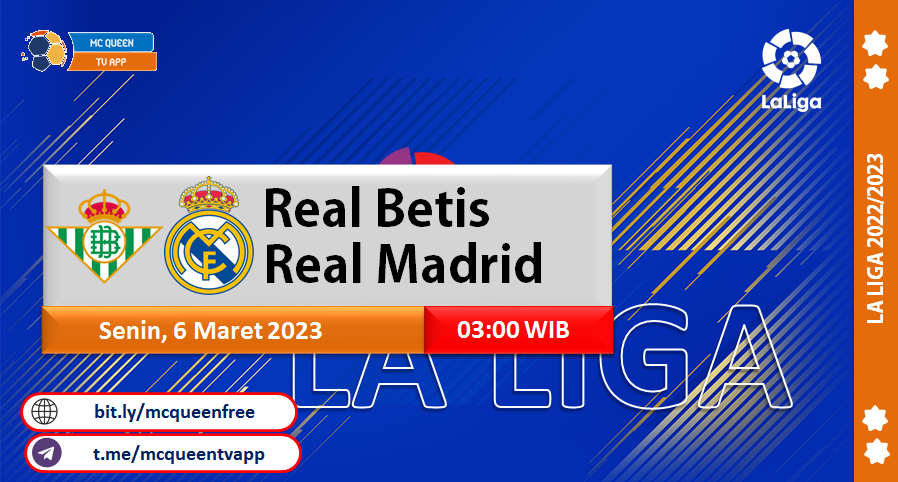 MC QUEEN
TV APP
LaLiga
Real Betis
Real Madrid
Senin, 6 Maret 2023
03:00 WIB
LA LIGA
bit.ly/mcqueenfree
t.me/mcqueentvapp
LA LIGA 2022/2023